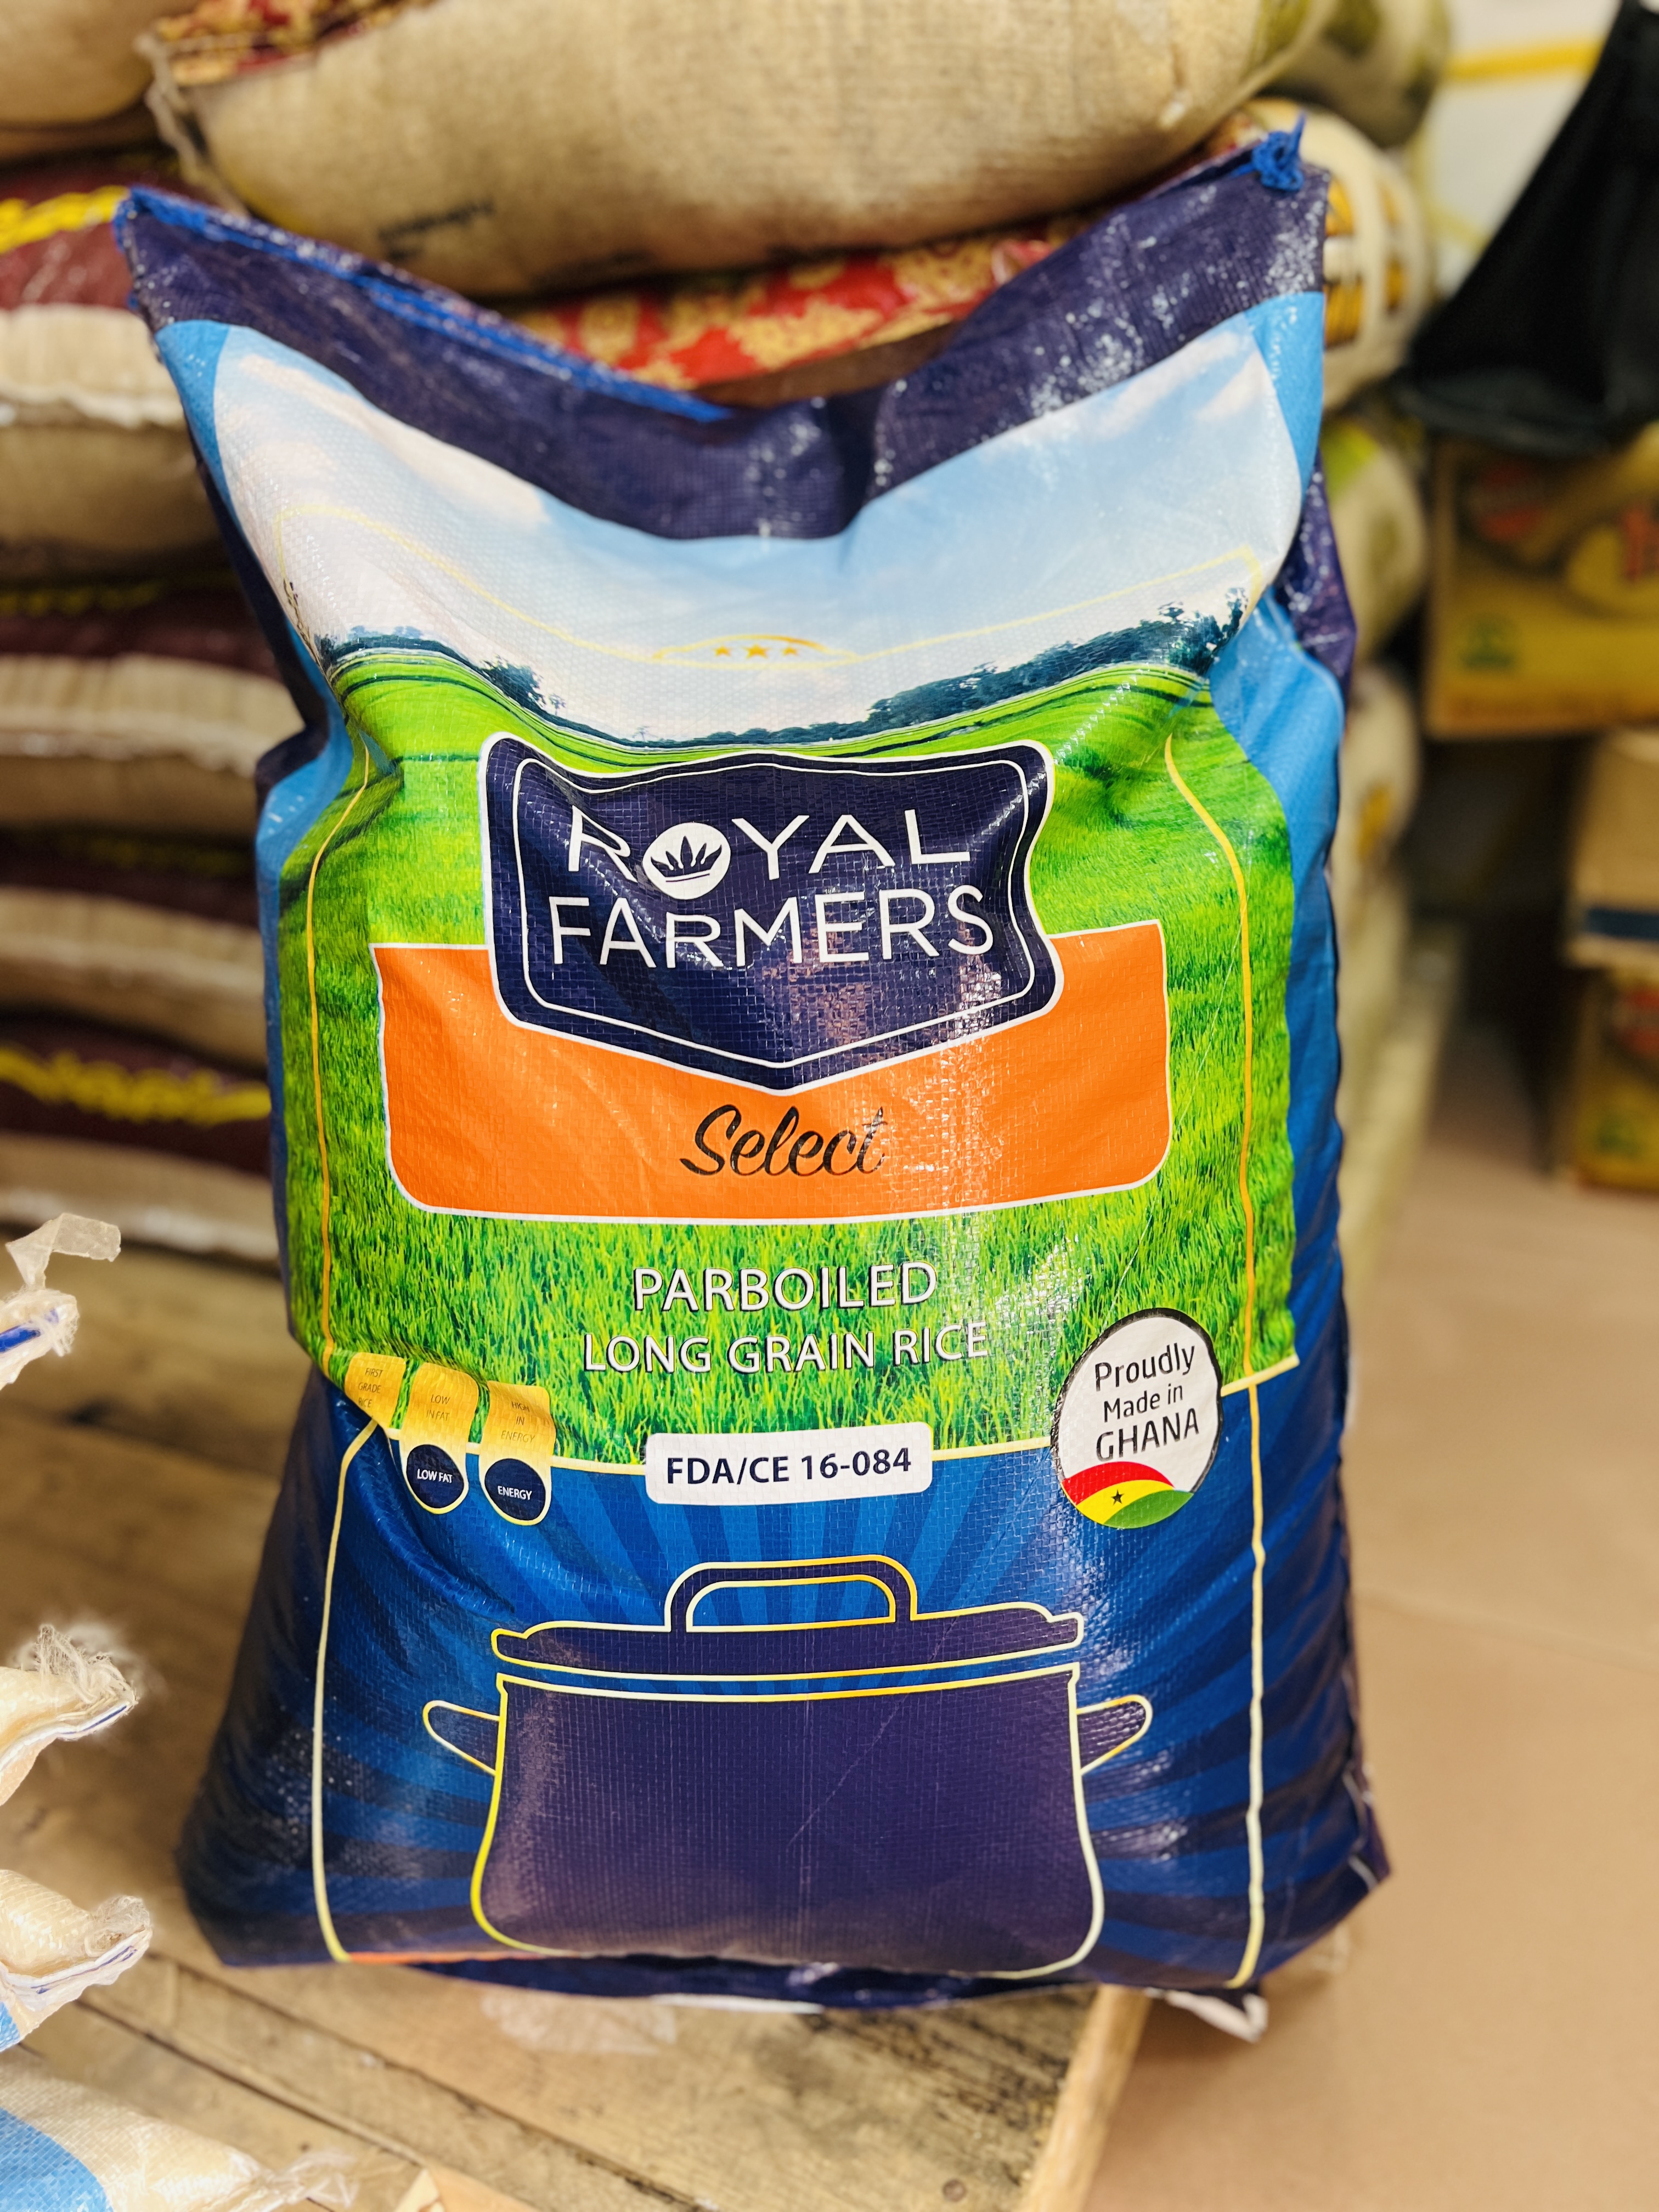 ROYAL
FARMERS
Select
PARBOILED
LONG GRAIN RICE
FIRST
GRADE
RICE
LOW
IN FAT
HIGH
IN
ENERGY
LOW FAT
ENERGY
FDA/CE 16-084
Proudly
Made in
GHANA